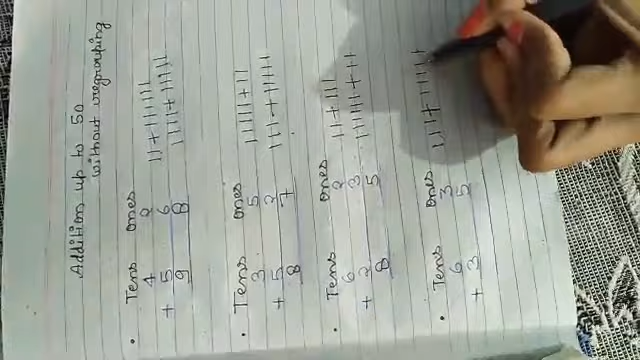 Addition up to 50
without regrouping
• Tens ones
4 2 || + ||||||
+ 5 6 |||| + |||||
9 8
• Tens ones
3 5 ||||| + ||
+ 5 2 ||| + |||||
8 7
• Tens ones
6 2 || + |||
+ 2 3
8 5
• Tens ones
6 3 ||| + |||||
+ 3 5